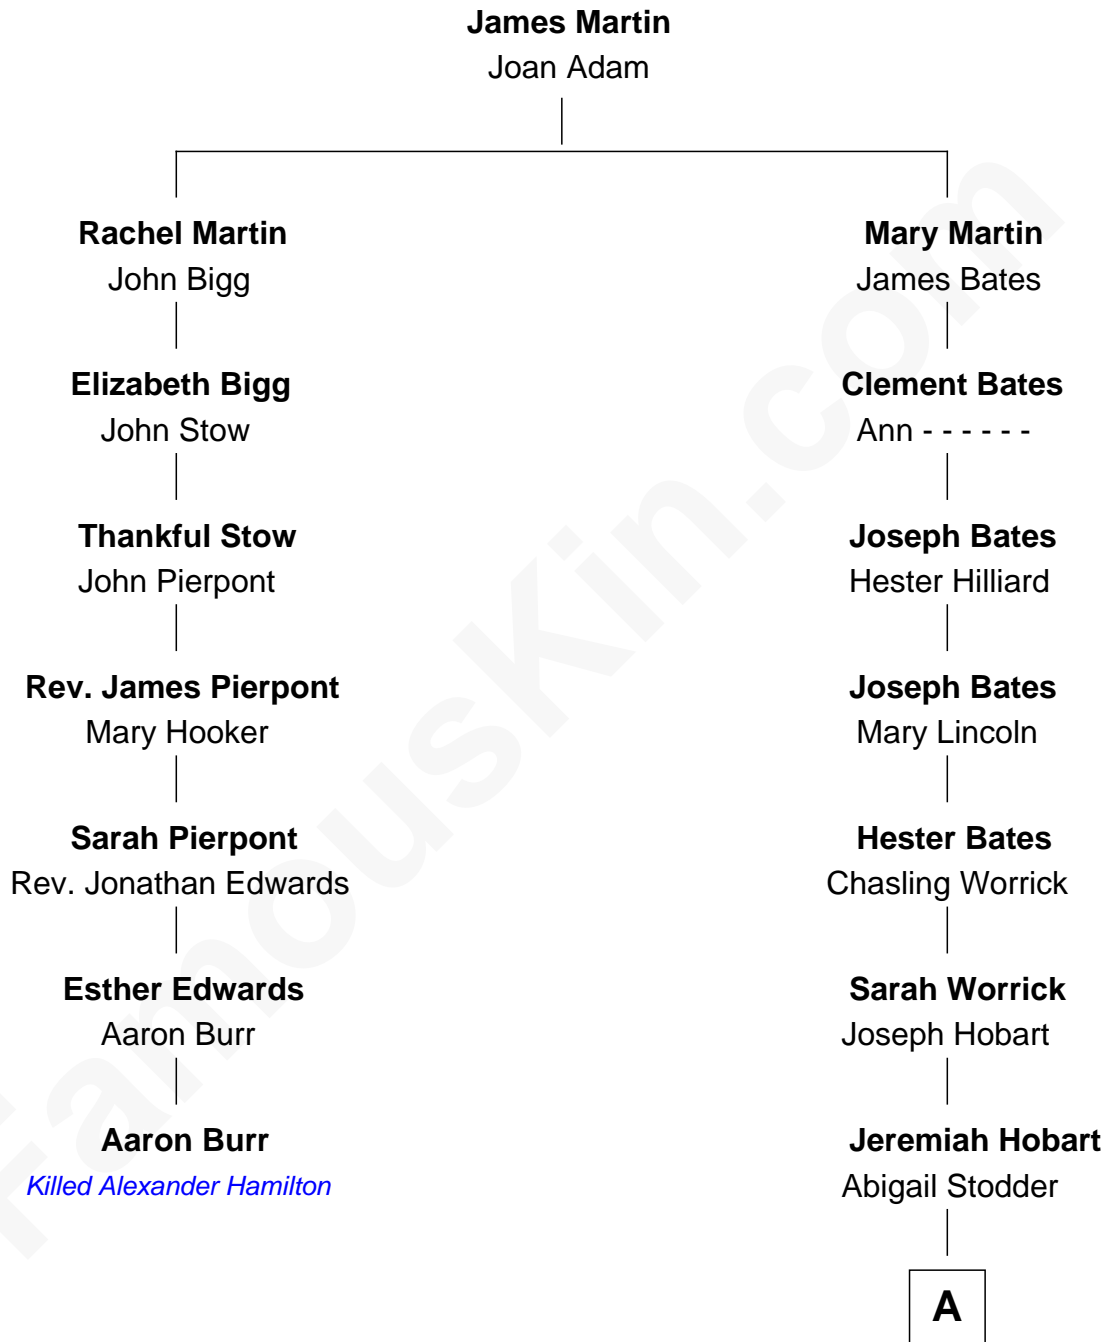 James Martin
Joan Adam
Rachel Martin
John Bigg
Elizabeth Bigg
John Stow
Thankful Stow
John Pierpont
Rev. James Pierpont
Mary Hooker
Sarah Pierpont
Rev. Jonathan Edwards
Esther Edwards
Aaron Burr
Aaron Burr
Killed Alexander Hamilton
Mary Martin
James Bates
Clement Bates
Ann - - - - - -
Joseph Bates
Hester Hilliard
Joseph Bates
Mary Lincoln
Hester Bates
Chasling Worrick
Sarah Worrick
Joseph Hobart
Jeremiah Hobart
Abigail Stodder
A
FamousKin.com